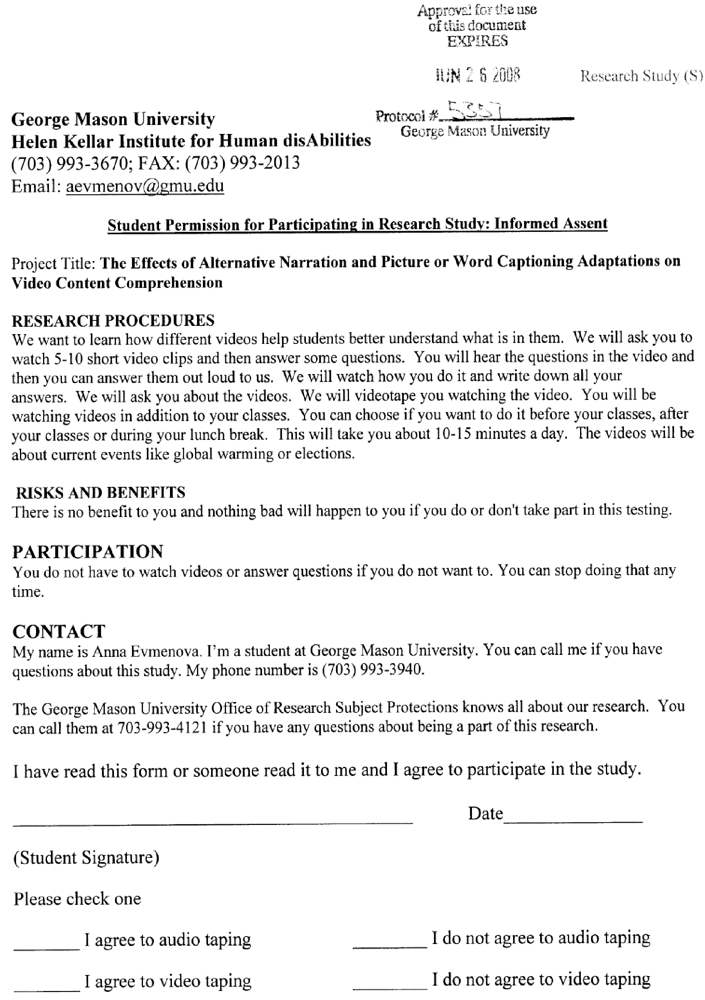 Approval for the use
of this document
EXPIRES
JUN 26 2008
Research Study (S)
Protocol # 5357
George Mason University
George Mason University
Helen Kellar Institute for Human disAbilities
(703) 993-3670; FAX: (703) 993-2013
Email: aevmenov@gmu.edu
Student Permission for Participating in Research Study: Informed Assent
Project Title: The Effects of Alternative Narration and Picture or Word Captioning Adaptations on
Video Content Comprehension
RESEARCH PROCEDURES
We want to learn how different videos help students better understand what is in them. We will ask you to
watch 5-10 short video clips and then answer some questions. You will hear the questions in the video and
then you can answer them out loud to us. We will watch how you do it and write down all your
answers. We will ask you about the videos. We will videotape you watching the video. You will be
watching videos in addition to your classes. You can choose if you want to do it before your classes, after
your classes or during your lunch break. This will take you about 10-15 minutes a day. The videos will be
about current events like global warming or elections.
RISKS AND BENEFITS
There is no benefit to you and nothing bad will happen to you if you do or don't take part in this testing.
PARTICIPATION
You do not have to watch videos or answer questions if you do not want to. You can stop doing that any
time.
CONTACT
My name is Anna Evmenova. I'm a student at George Mason University. You can call me if you have
questions about this study. My phone number is (703) 993-3940.
The George Mason University Office of Research Subject Protections knows all about our research. You
can call them at 703-993-4121 if you have any questions about being a part of this research.
I have read this form or someone read it to me and I agree to participate in the study.
Date
(Student Signature)
Please check one
I agree to audio taping
I do not agree to audio taping
I agree to video taping
I do not agree to video taping